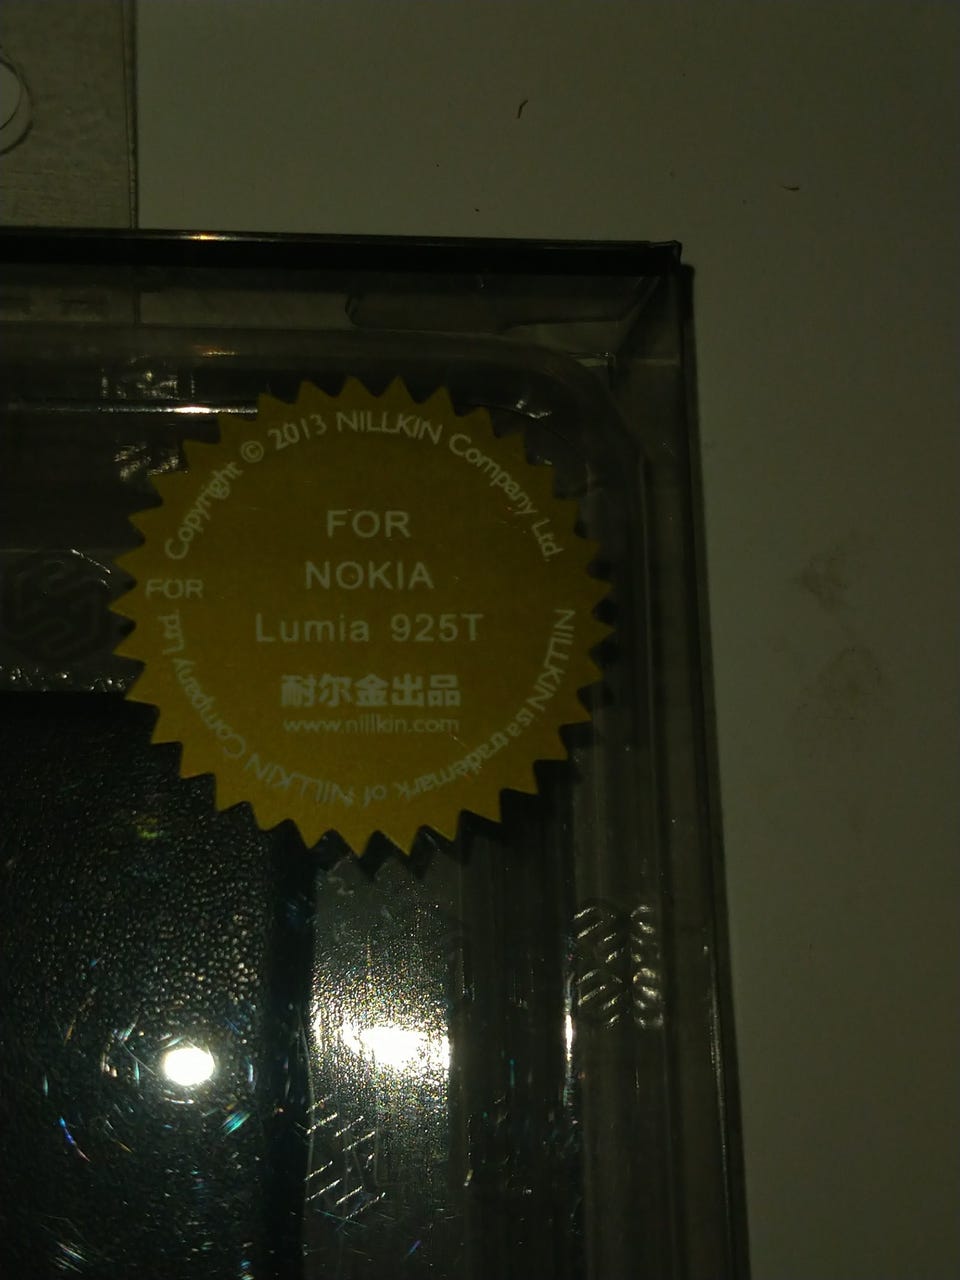 Copyright © 2013 NILLKIN Company Ltd.
FOR
FOR
NOKIA
Lumia 925T
耐尔金出品
www.nillkin.com
NILLKIN is a trademark of NILLKIN Company Ltd